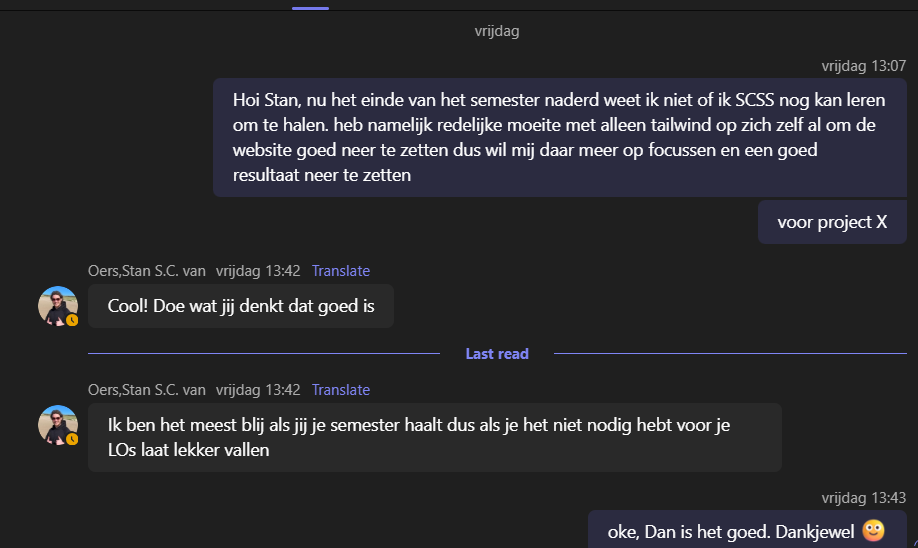 vrijdag
vrijdag 13:07
Hoi Stan, nu het einde van het semester naderd weet ik niet of ik SCSS nog kan leren
om te halen. heb namelijk redelijke moeite met alleen tailwind op zich zelf al om de
website goed neer te zetten dus wil mij daar meer op focussen en een goed
resultaat neer te zetten
voor project X
Oers,Stan S.C. van vrijdag 13:42 Translate
Cool! Doe wat jij denkt dat goed is
Last read
Oers,Stan S.C. van vrijdag 13:42 Translate
Ik ben het meest blij als jij je semester haalt dus als je het niet nodig hebt voor je
LOs laat lekker vallen
vrijdag 13:43
oke, Dan is het goed. Dankjewel 🙂